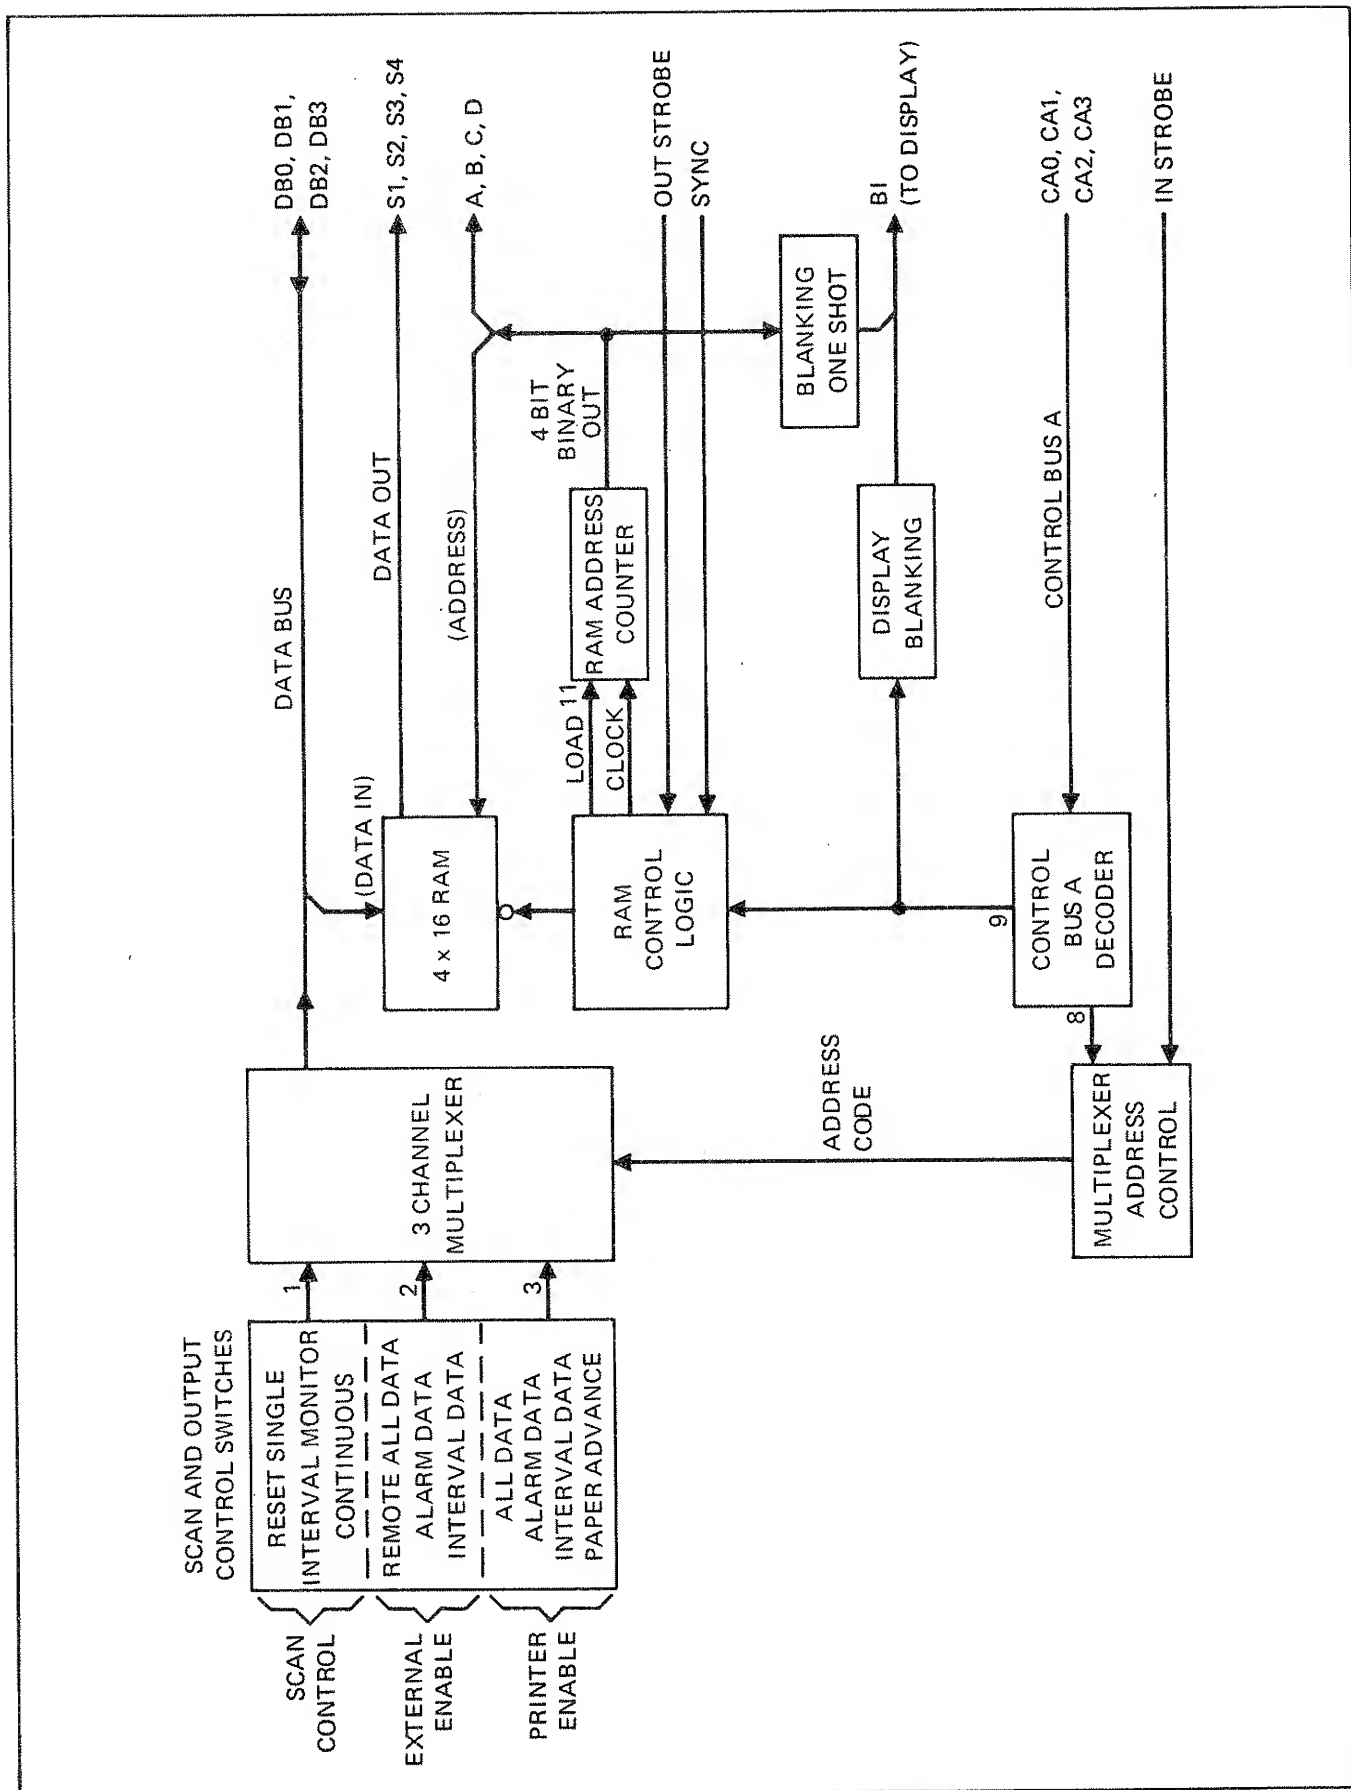 SCAN AND OUTPUT
CONTROL SWITCHES
SCAN
CONTROL
RESET SINGLE
INTERVAL MONITOR
CONTINUOUS
EXTERNAL
ENABLE
REMOTE ALL DATA
ALARM DATA
INTERVAL DATA
PRINTER
ENABLE
ALL DATA
ALARM DATA
INTERVAL DATA
PAPER ADVANCE
1
2
3
3 CHANNEL
MULTIPLEXER
ADDRESS
CODE
MULTIPLEXER
ADDRESS
CONTROL
DATA BUS
(DATA IN)
4 x 16 RAM
DATA OUT
(ADDRESS)
RAM
CONTROL
LOGIC
LOAD 11
CLOCK
RAM ADDRESS
COUNTER
4 BIT
BINARY
OUT
BLANKING
ONE SHOT
DISPLAY
BLANKING
9
8
CONTROL
BUS A
DECODER
CONTROL BUS A
DB0, DB1,
DB2, DB3
S1, S2, S3, S4
A, B, C, D
OUT STROBE
SYNC
BI
(TO DISPLAY)
CA0, CA1,
CA2, CA3
IN STROBE